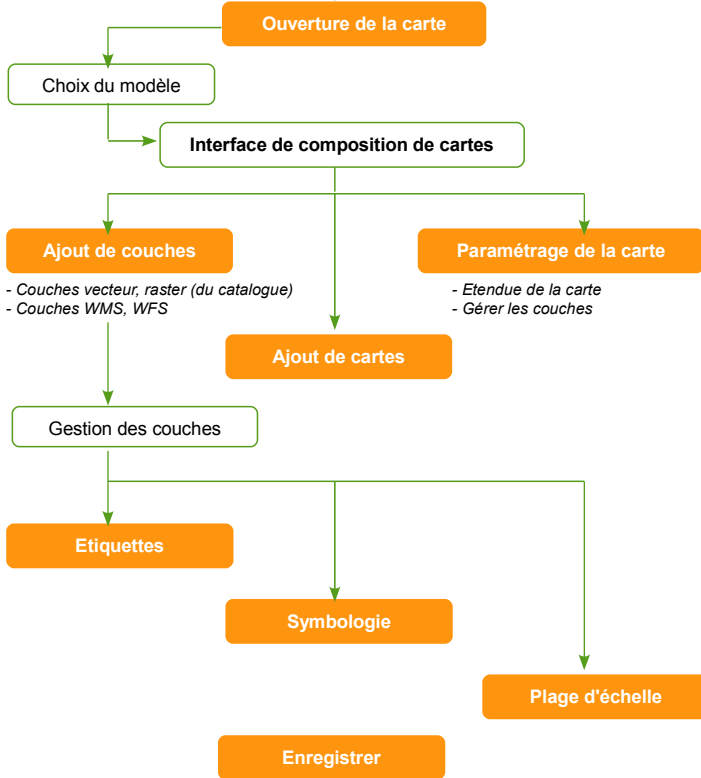 Ouverture de la carte
Choix du modèle
Interface de composition de cartes
Ajout de couches
- Couches vecteur, raster (du catalogue)
- Couches WMS, WFS
Paramétrage de la carte
- Etendue de la carte
- Gérer les couches
Ajout de cartes
Gestion des couches
Etiquettes
Symbologie
Plage d'échelle
Enregistrer